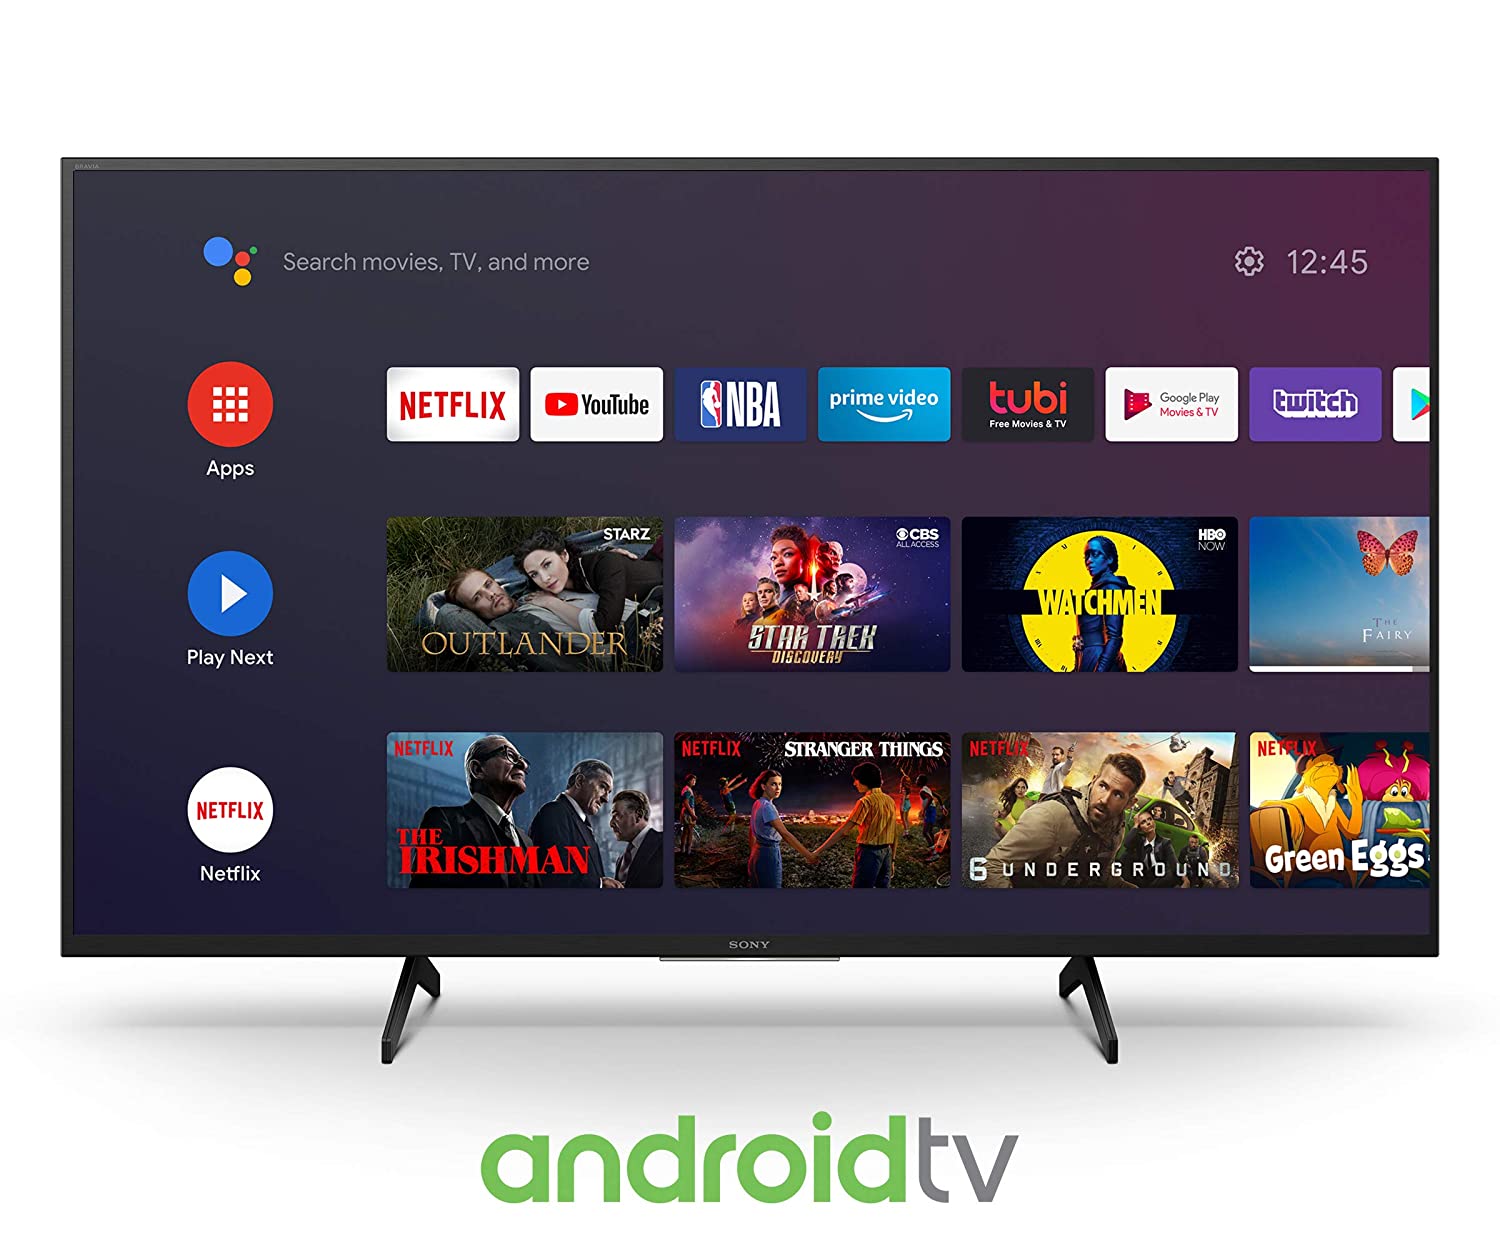 BRAVIA
Search movies, TV, and more
12:45
Apps
NETFLIX
YouTube
NBA
prime video
tubi
Free Movies & TV
Google Play
Movies & TV
twitch
Play Next
STARZ
OUTLANDER
CBS
ALL ACCESS
STAR TREK
DISCOVERY
HBO
NOW
WATCHMEN
THE
FAIRY
NETFLIX
Netflix
NETFLIX
THE
IRISHMAN
NETFLIX
STRANGER THINGS
NETFLIX
6 UNDERGROUND
NETFLIX
Green Eggs
SONY
androidtv